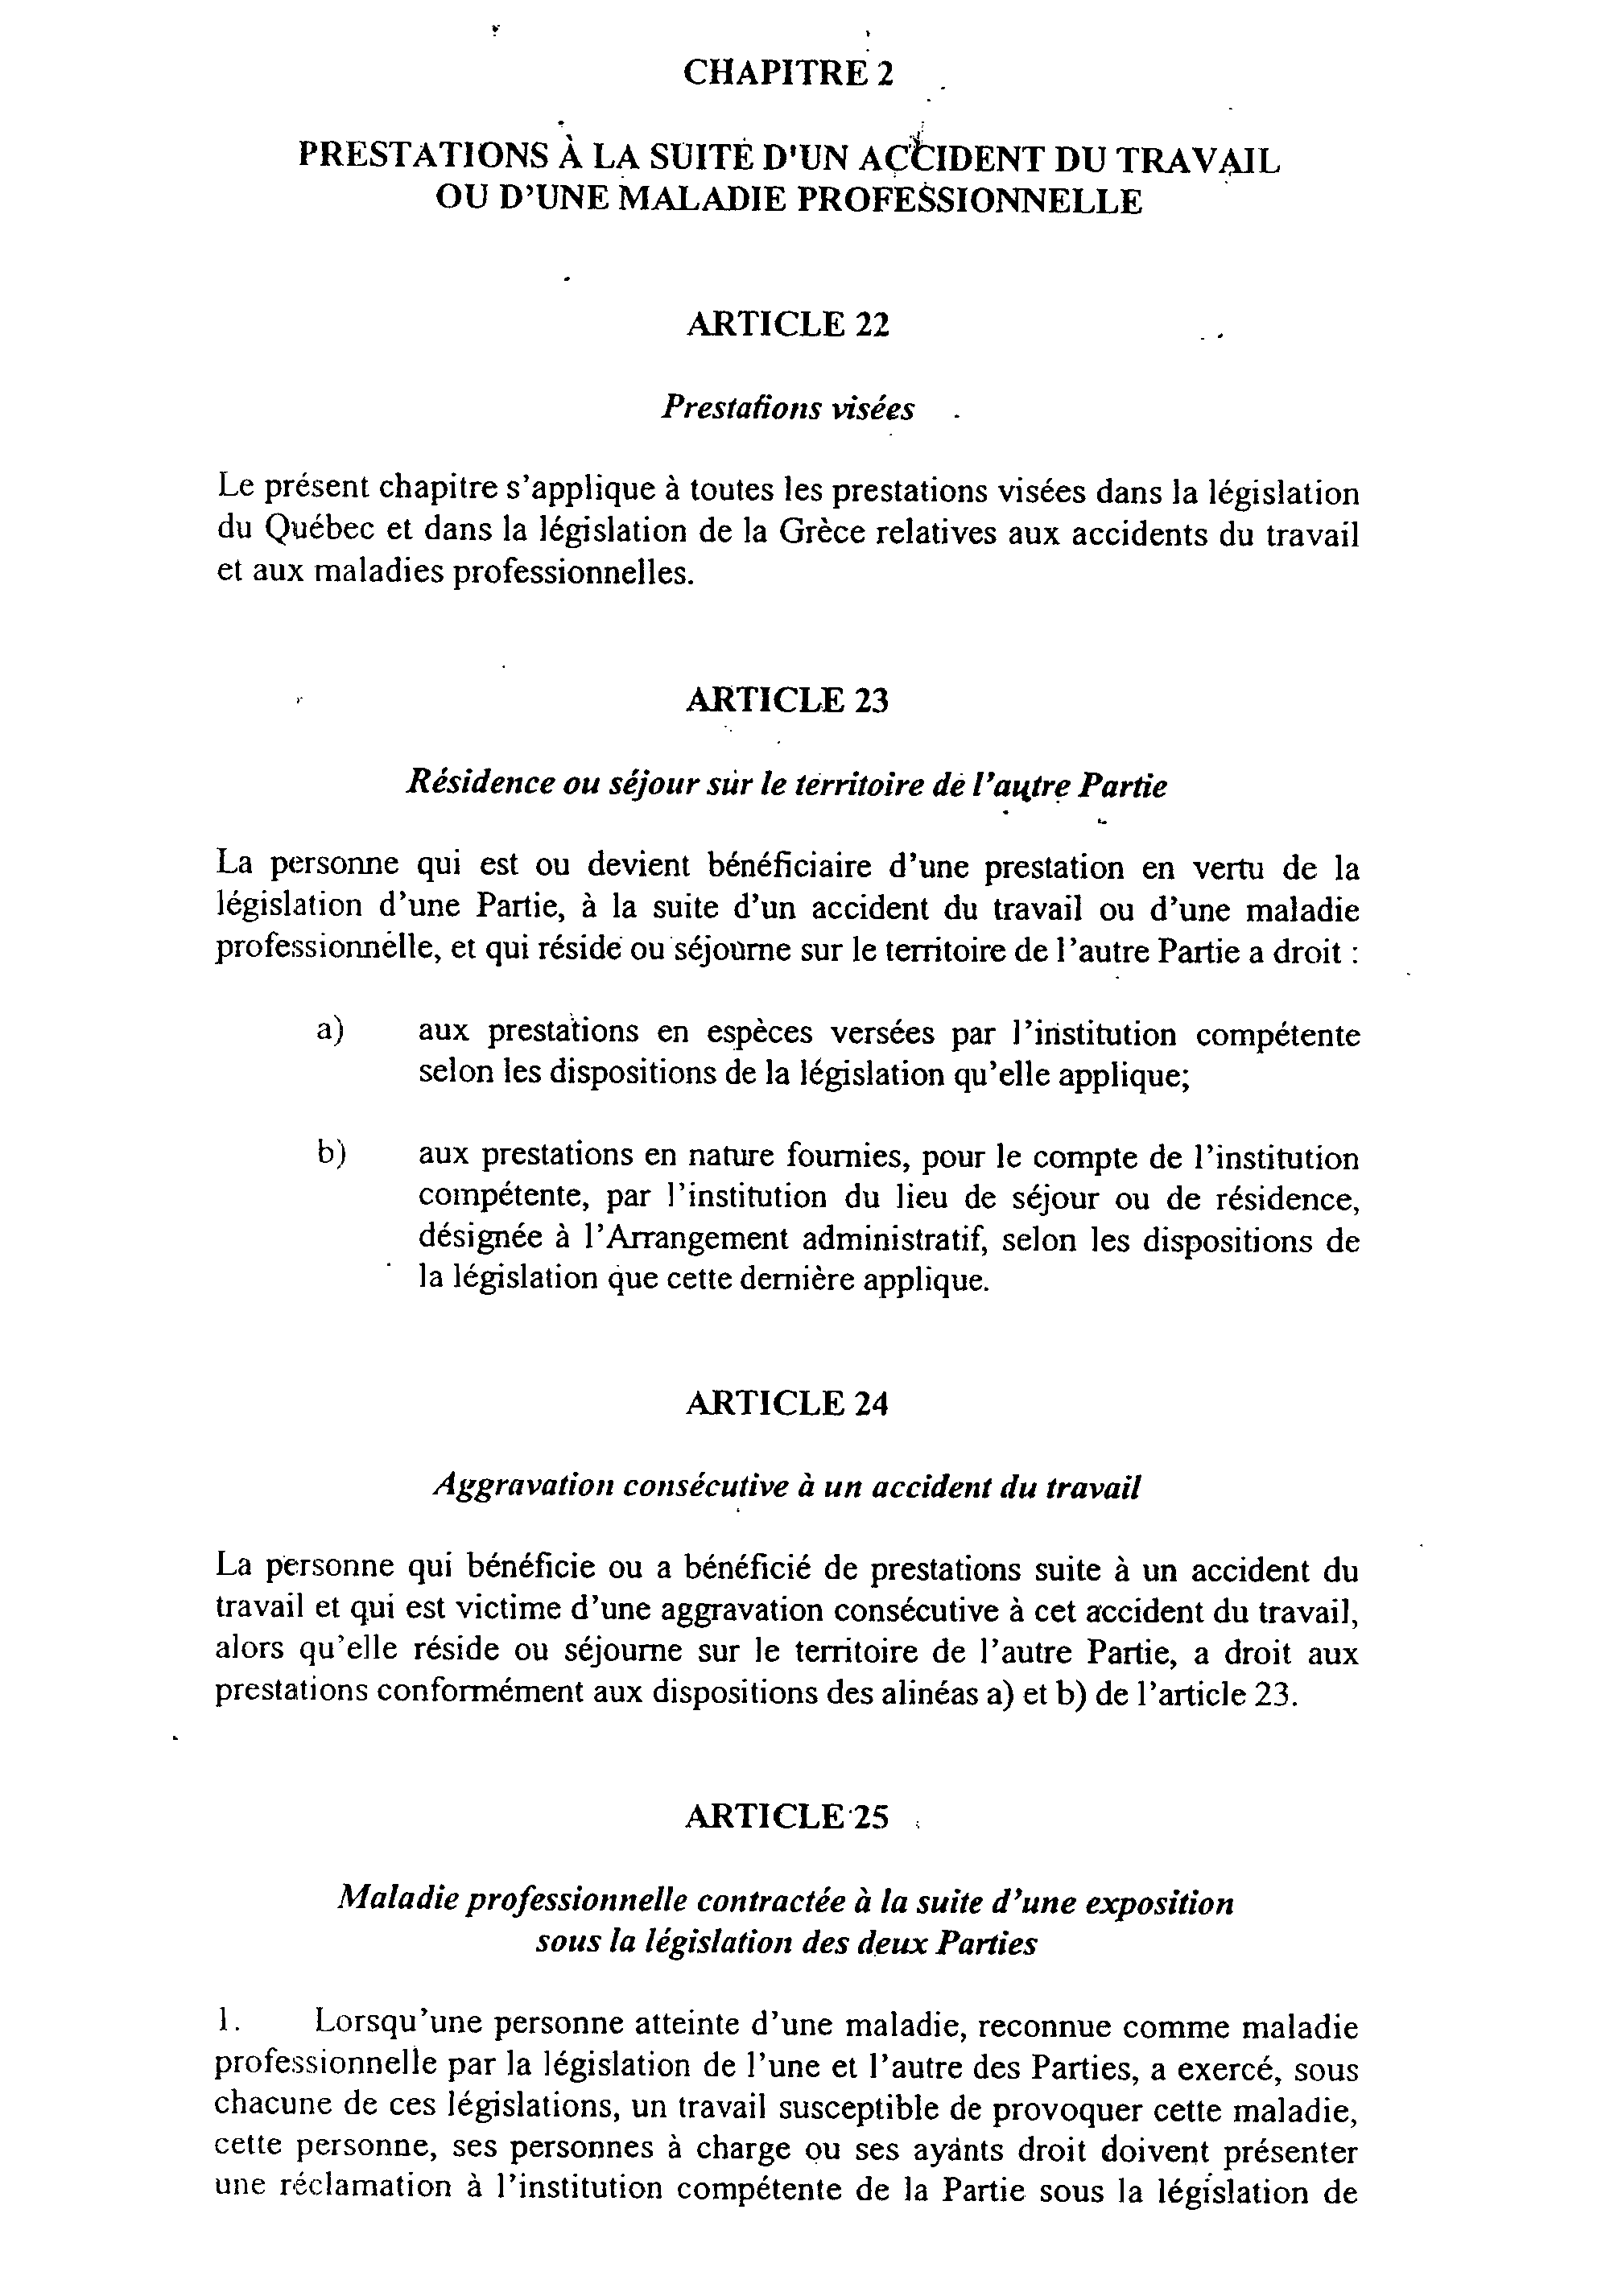 CHAPITRE 2
PRESTATIONS À LA SUITE D'UN ACCIDENT DU TRAVAIL
OU D'UNE MALADIE PROFESSIONNELLE
ARTICLE 22
Prestations visées
Le présent chapitre s'applique à toutes les prestations visées dans la législation
du Québec et dans la législation de la Grèce relatives aux accidents du travail
et aux maladies professionnelles.
ARTICLE 23
Résidence ou séjour sur le territoire de l'autre Partie
La personne qui est ou devient bénéficiaire d'une prestation en vertu de la
législation d'une Partie, à la suite d'un accident du travail ou d'une maladie
professionnelle, et qui réside ou séjourne sur le territoire de l'autre Partie a droit :
a) aux prestations en espèces versées par l'institution compétente
selon les dispositions de la législation qu'elle applique;
b) aux prestations en nature fournies, pour le compte de l'institution
compétente, par l'institution du lieu de séjour ou de résidence,
désignée à l'Arrangement administratif, selon les dispositions de
la législation que cette dernière applique.
ARTICLE 24
Aggravation consécutive à un accident du travail
La personne qui bénéficie ou a bénéficié de prestations suite à un accident du
travail et qui est victime d'une aggravation consécutive à cet accident du travail,
alors qu'elle réside ou séjourne sur le territoire de l'autre Partie, a droit aux
prestations conformément aux dispositions des alinéas a) et b) de l'article 23.
ARTICLE 25
Maladie professionnelle contractée à la suite d'une exposition
sous la législation des deux Parties
1. Lorsqu'une personne atteinte d'une maladie, reconnue comme maladie
professionnelle par la législation de l'une et l'autre des Parties, a exercé, sous
chacune de ces législations, un travail susceptible de provoquer cette maladie,
cette personne, ses personnes à charge ou ses ayants droit doivent présenter
une réclamation à l'institution compétente de la Partie sous la législation de